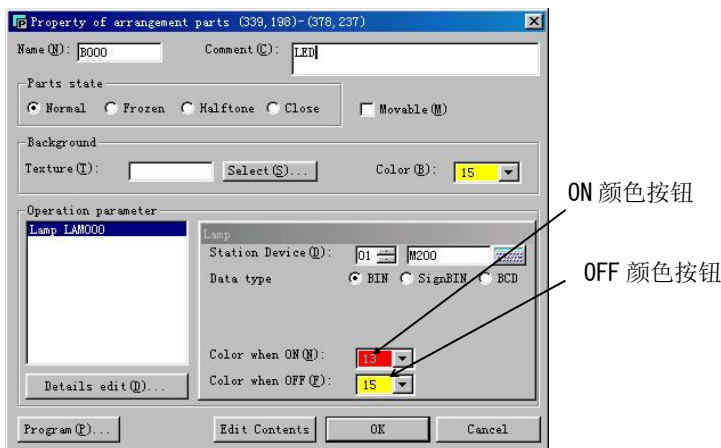 Property of arrangement parts (339,198)-(378,237)
Name(N): B000 Comment(C): LED
Parts state
Normal Frozen Halftone Close Movable(M)
Background
Texture(T): Select(S)... Color(B): 15
Operation parameter
Lamp LAM000
Lamp
Station Device(D): 01 M200
Data type BIN SignBIN BCD
Color when ON(N): 13
Color when OFF(F): 15
Details edit(D)...
Program(P)... Edit Contents OK Cancel
ON 颜色按钮
OFF 颜色按钮